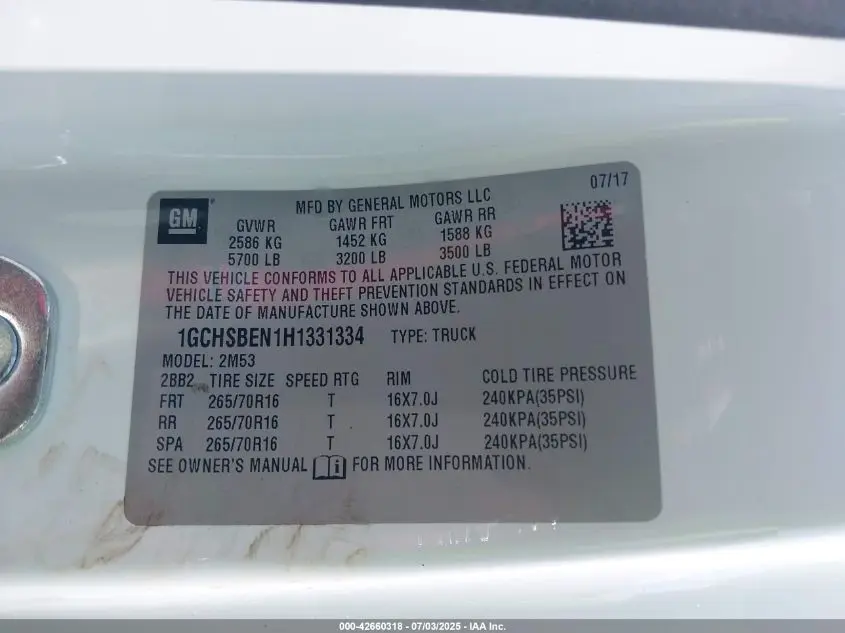 07/17
GM
MFD BY GENERAL MOTORS LLC
GVWR GAWR FRT GAWR RR
2586 KG 1452 KG 1588 KG
5700 LB 3200 LB 3500 LB
THIS VEHICLE CONFORMS TO ALL APPLICABLE U.S. FEDERAL MOTOR
VEHICLE SAFETY AND THEFT PREVENTION STANDARDS IN EFFECT ON
THE DATE OF MANUFACTURE SHOWN ABOVE.
1GCHSBEN1H1331334 TYPE: TRUCK
MODEL: 2M53
2BB2 TIRE SIZE SPEED RTG RIM COLD TIRE PRESSURE
FRT 265/70R16 T 16X7.0J 240KPA(35PSI)
RR 265/70R16 T 16X7.0J 240KPA(35PSI)
SPA 265/70R16 T 16X7.0J 240KPA(35PSI)
SEE OWNER'S MANUAL i FOR MORE INFORMATION.
000-42660318 - 07/03/2025 - IAA Inc.